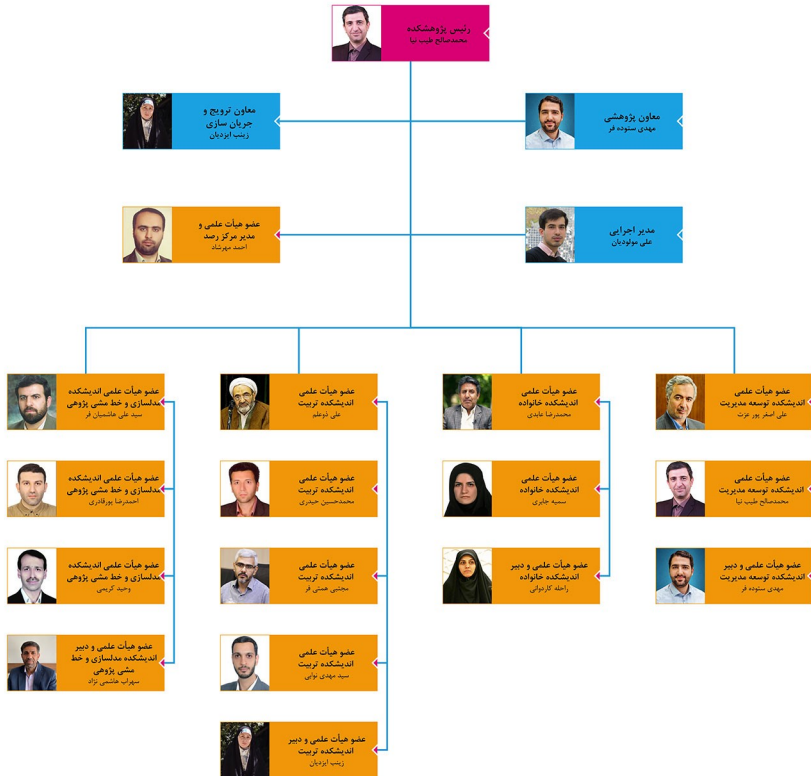 رئیس پژوهشکده
محمدصالح طیب نیا
معاون پژوهشی
مهدی ستوده فر
معاون ترویج و
جریان سازی
زینب ایزدیان
مدیر اجرایی
علی مولودیان
عضو هیأت علمی و
مدیر مرکز رصد
احمد مهرشاد
عضو هیأت علمی
اندیشکده توسعه مدیریت
علی اصغر پور عزت
عضو هیأت علمی
اندیشکده خانواده
محمدرضا عابدی
عضو هیأت علمی
اندیشکده تربیت
علی ذوعلم
عضو هیأت علمی اندیشکده
مدلسازی و خط مشی پژوهی
سید علی هاشمیان فر
عضو هیأت علمی
اندیشکده توسعه مدیریت
محمدصالح طیب نیا
عضو هیأت علمی
اندیشکده خانواده
سمیه جابری
عضو هیأت علمی
اندیشکده تربیت
محمدحسین حیدری
عضو هیأت علمی اندیشکده
مدلسازی و خط مشی پژوهی
احمدرضا پورقادری
عضو هیأت علمی و دبیر
اندیشکده توسعه مدیریت
مهدی ستوده فر
عضو هیأت علمی و دبیر
اندیشکده خانواده
راحله کاردوانی
عضو هیأت علمی
اندیشکده تربیت
مجتبی همتی فر
عضو هیأت علمی اندیشکده
مدلسازی و خط مشی پژوهی
وحید کریمی
عضو هیأت علمی
اندیشکده تربیت
سید مهدی نوابی
عضو هیأت علمی و دبیر
اندیشکده مدلسازی و خط
مشی پژوهی
سهراب هاشمی نژاد
عضو هیأت علمی و دبیر
اندیشکده تربیت
زینب ایزدیان